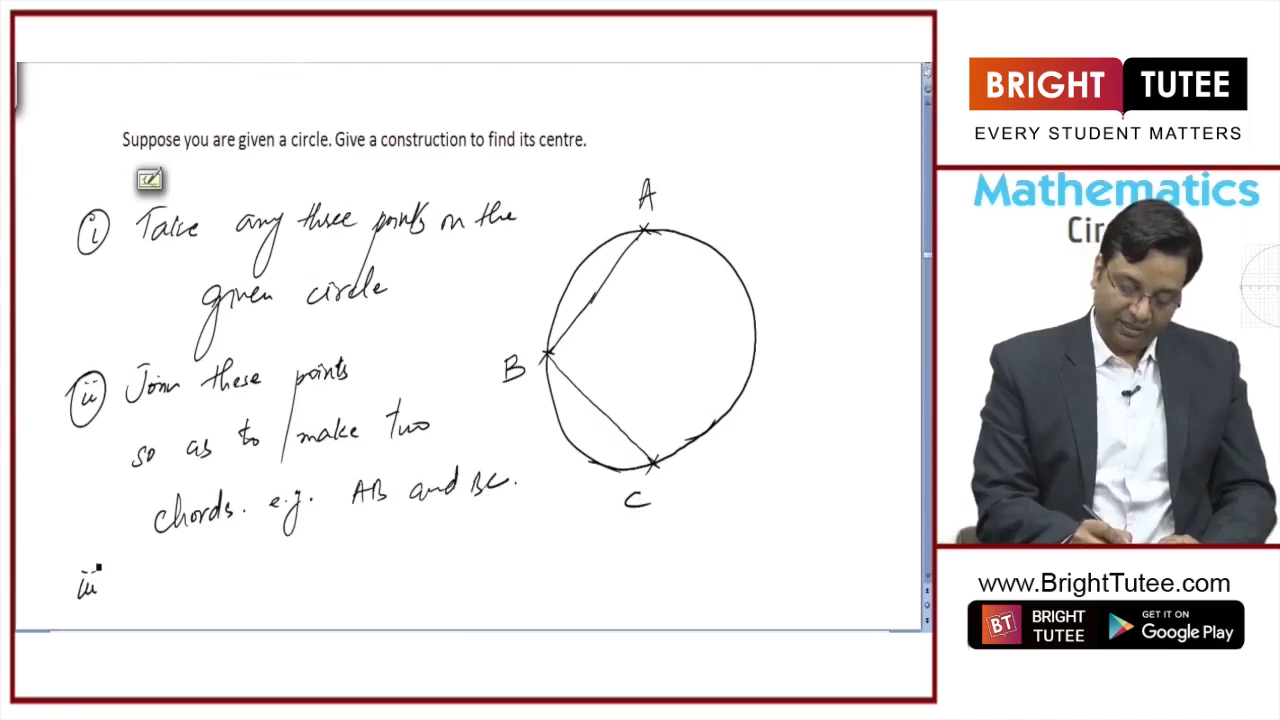 Suppose you are given a circle. Give a construction to find its centre.
(i) Take any three points on the
given circle
(ii) Join these points
so as to make two
chords. e.g. AB and BC.
iii
A
B
C
BRIGHT TUTEE
EVERY STUDENT MATTERS
Mathematics
Cir
www.BrightTutee.com
BT
BRIGHT
TUTEE
GET IT ON
Google Play